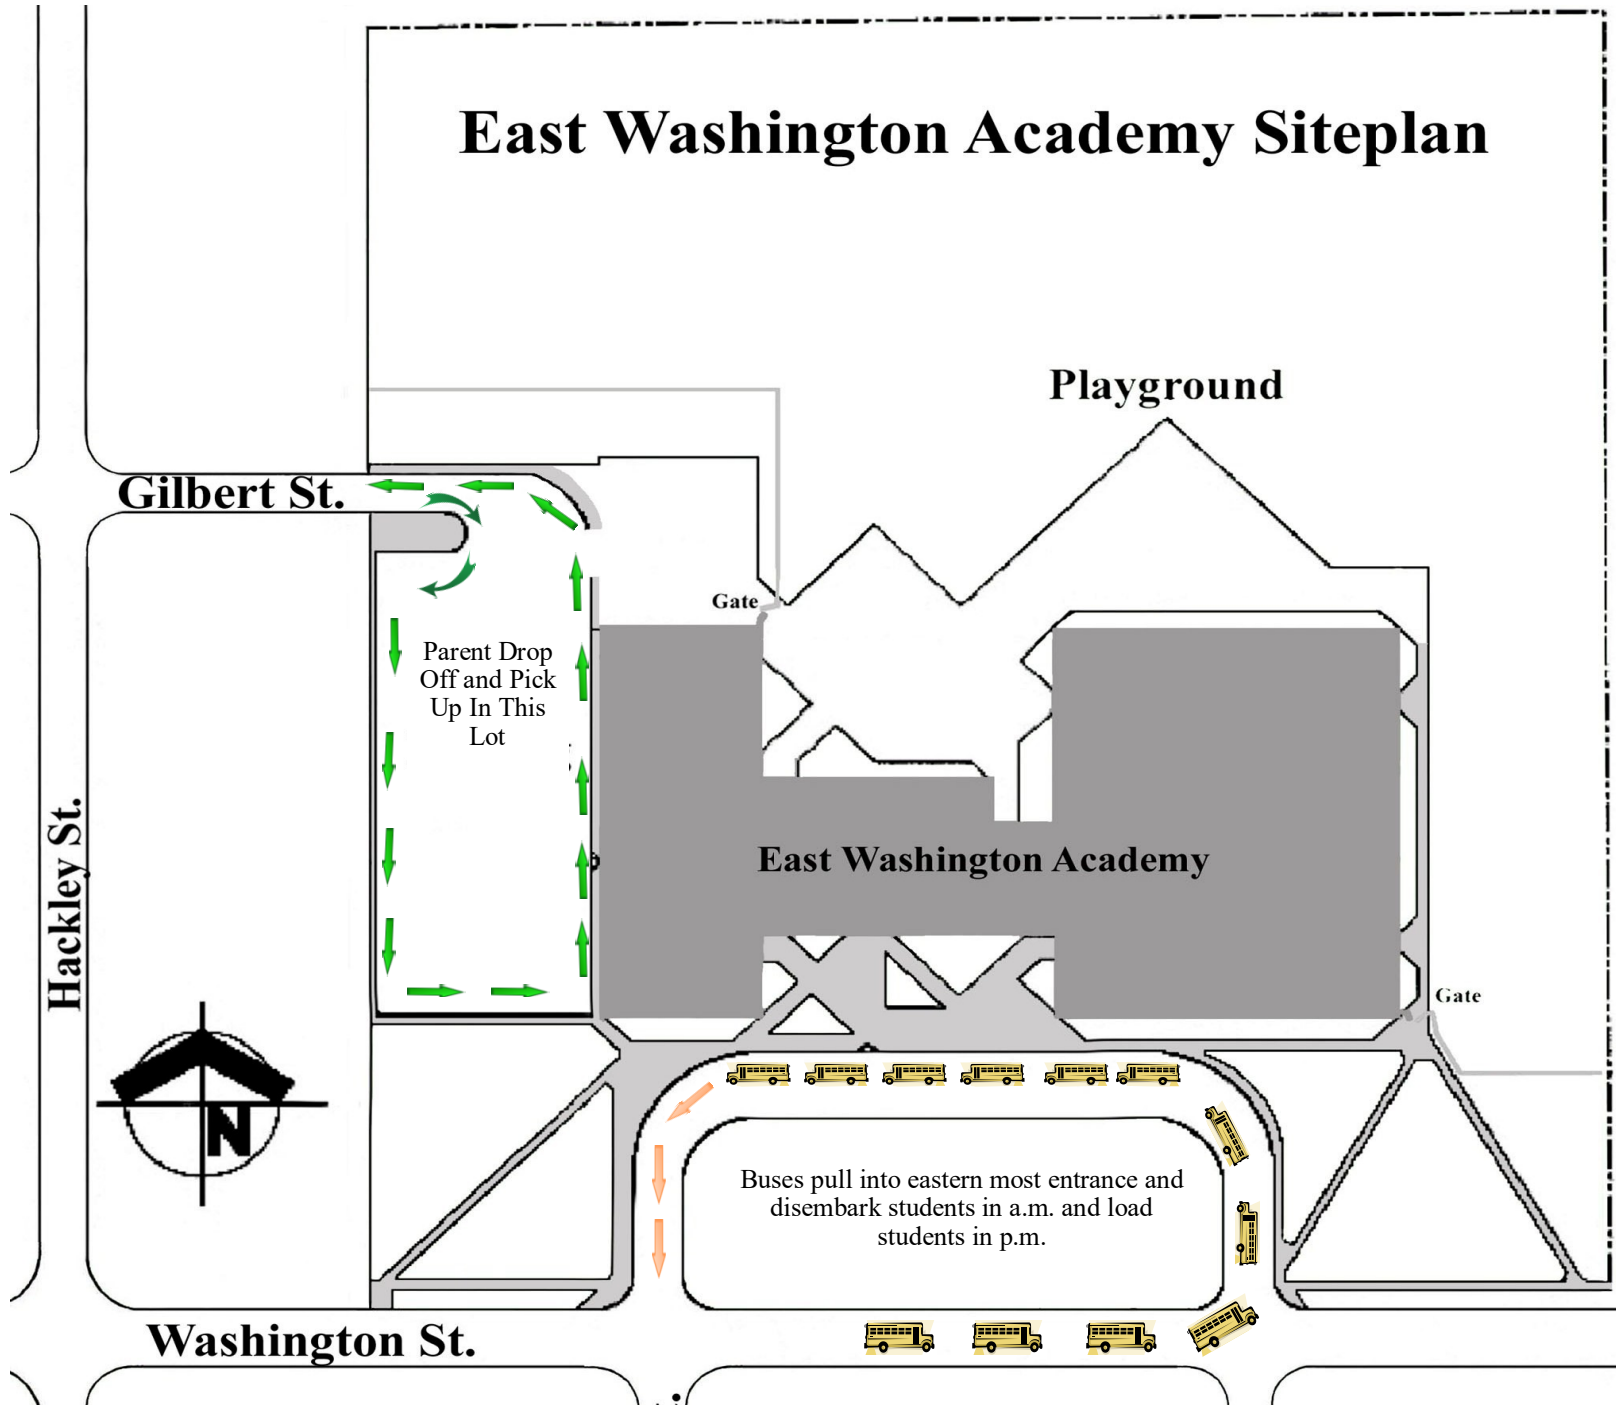 East Washington Academy Siteplan
Playground
Gilbert St.
Gate
Parent Drop
Off and Pick
Up In This
Lot
East Washington Academy
Hackley St.
Gate
N
Buses pull into eastern most entrance and
disembark students in a.m. and load
students in p.m.
Washington St.